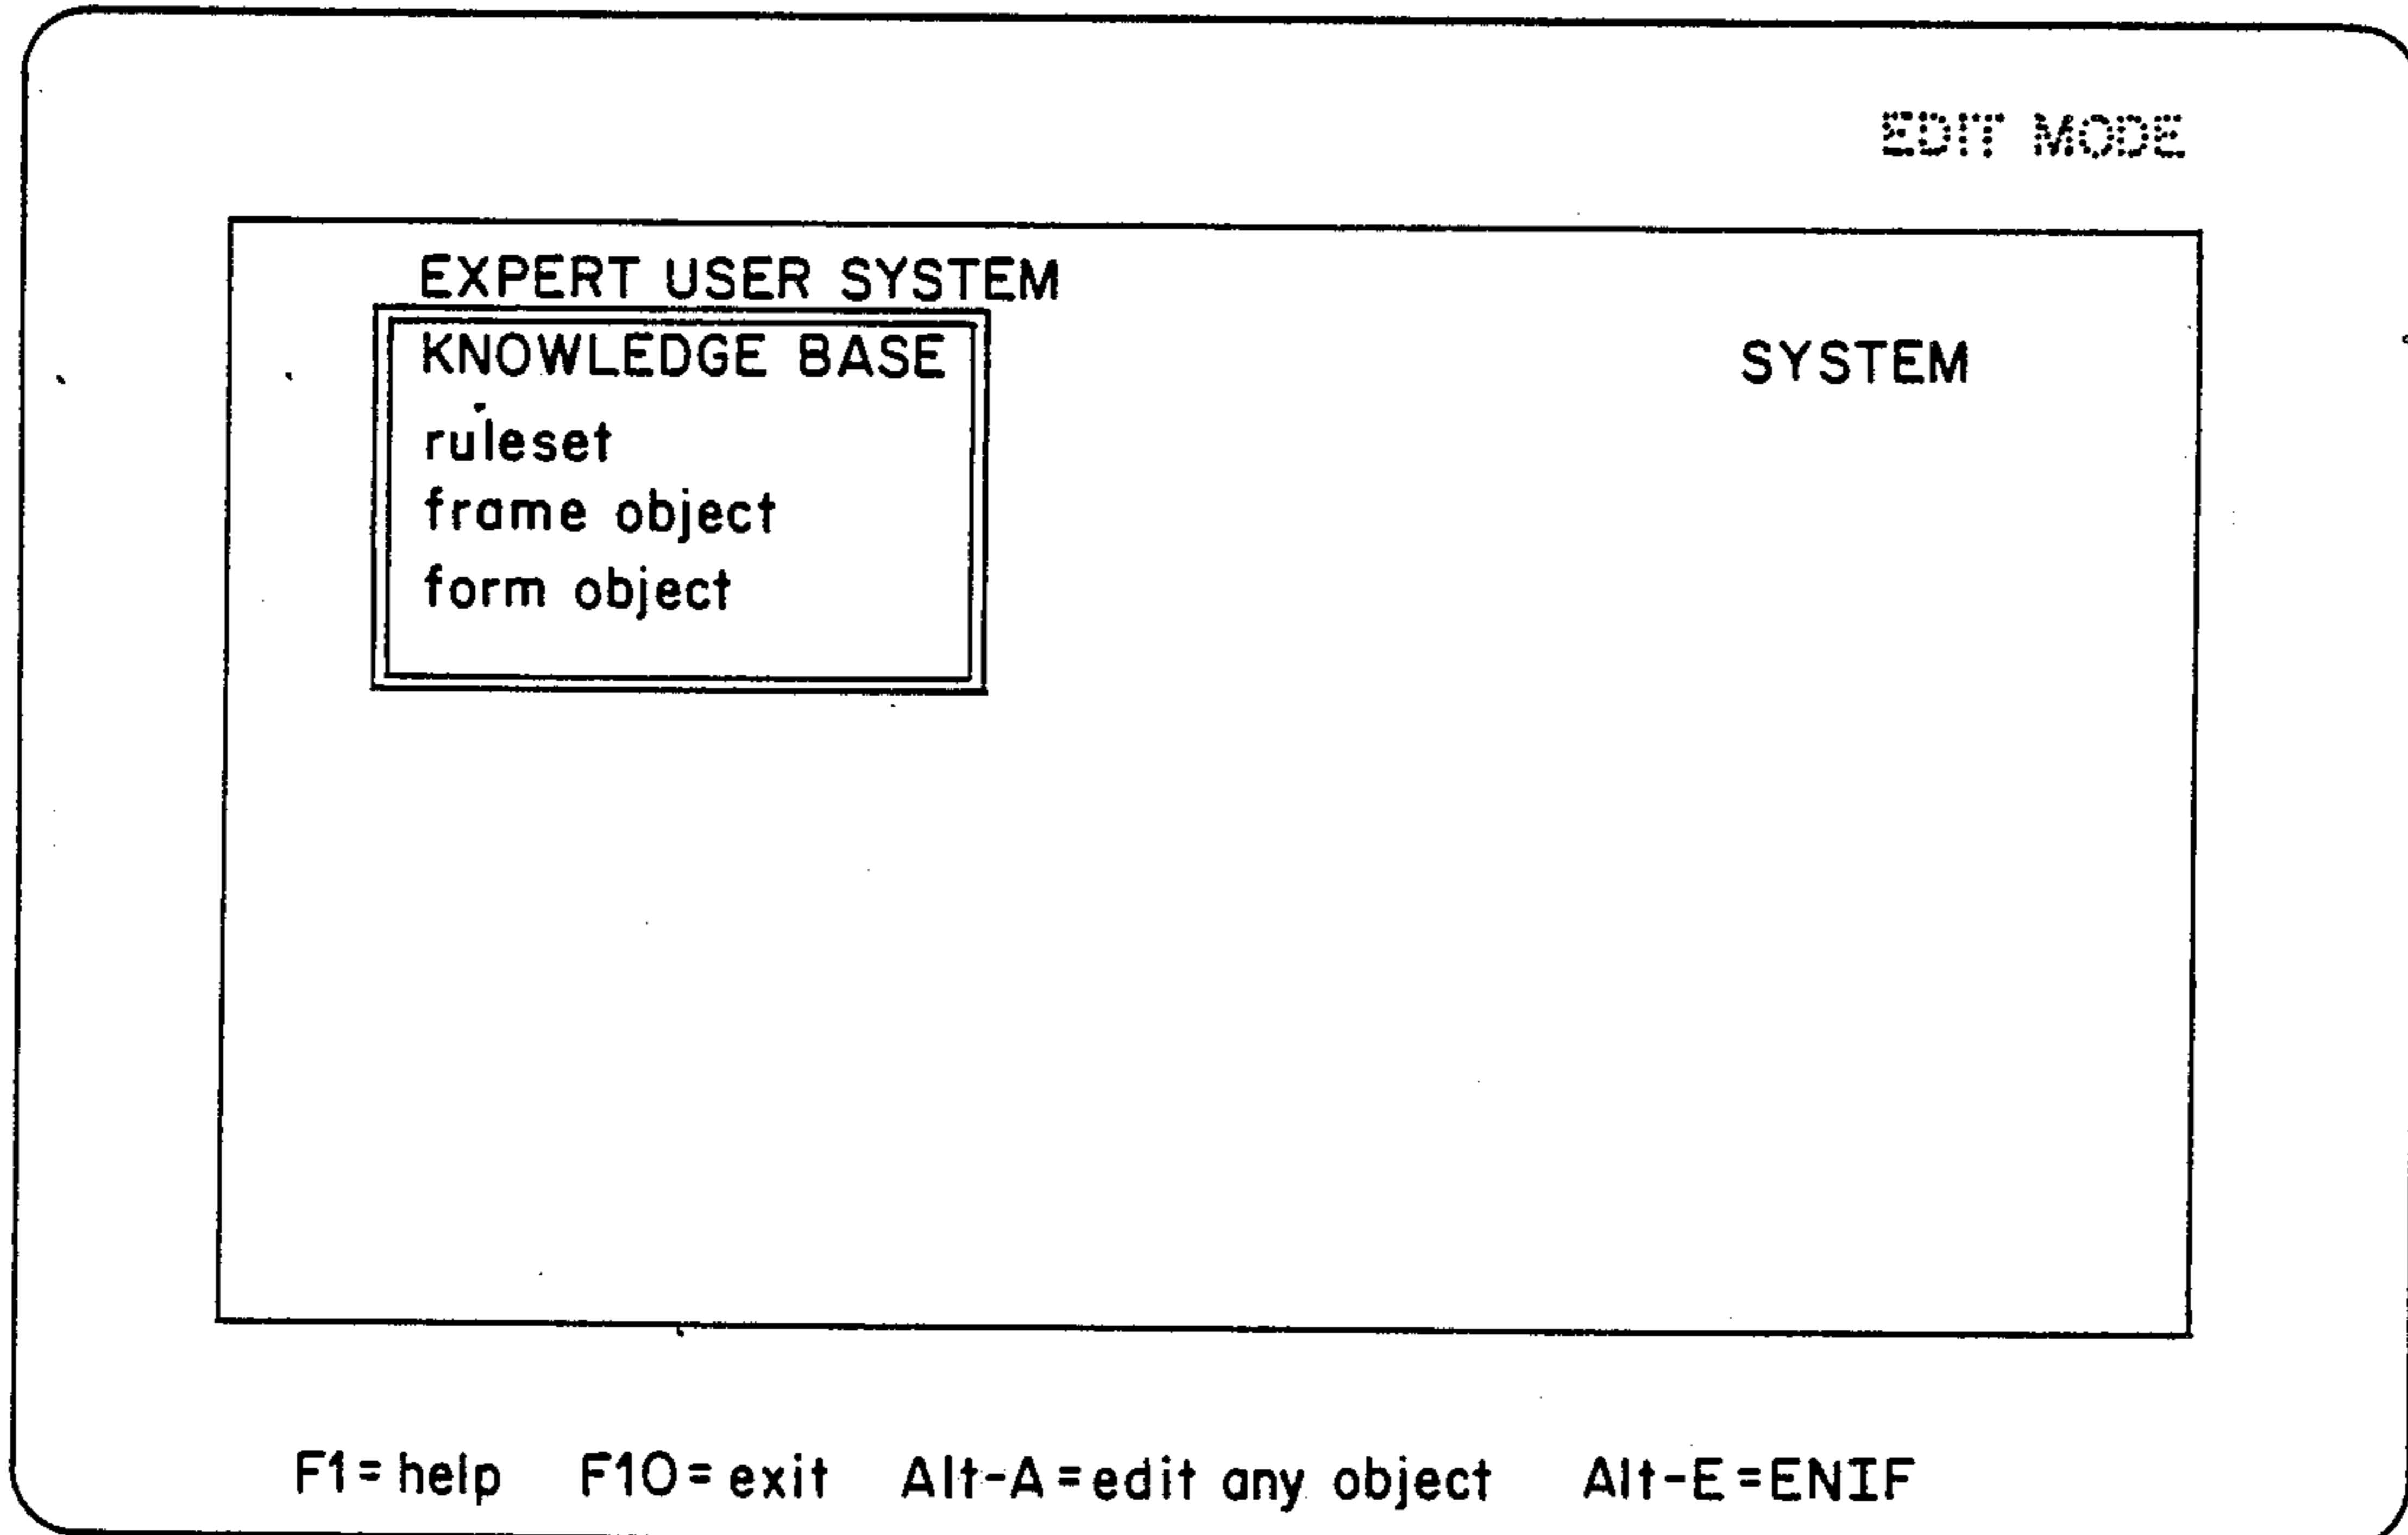 EDIT MODE
EXPERT USER SYSTEM
KNOWLEDGE BASE
SYSTEM
ruleset
frame object
form object
F1=help F10=exit Alt-A=edit any object Alt-E=ENIF